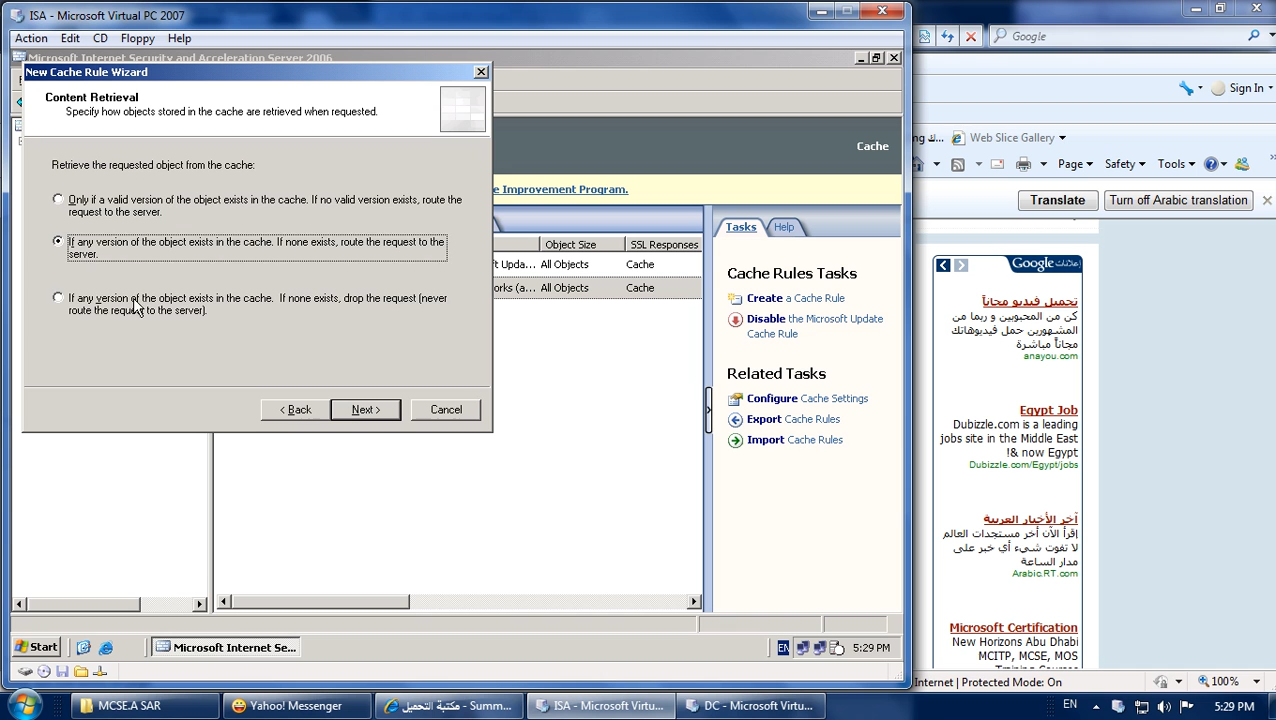 ISA - Microsoft Virtual PC 2007
Action Edit CD Floppy Help
Microsoft Internet Security and Acceleration Server 2006
New Cache Rule Wizard
Content Retrieval
Specify how objects stored in the cache are retrieved when requested.
Retrieve the requested object from the cache:
Only if a valid version of the object exists in the cache. If no valid version exists, route the
request to the server.
If any version of the object exists in the cache. If none exists, route the request to the
server.
If any version of the object exists in the cache. If none exists, drop the request (never
route the request to the server).
< Back Next > Cancel
Cache
e Improvement Program.
Object Size SSL Responses
t Upda... All Objects Cache
orks (a... All Objects Cache
Tasks Help
Cache Rules Tasks
Create a Cache Rule
Disable the Microsoft Update
Cache Rule
Related Tasks
Configure Cache Settings
Export Cache Rules
Import Cache Rules
Start Microsoft Internet Se... EN 5:29 PM
Google
Sign In
Web Slice Gallery
Page Safety Tools
Translate Turn off Arabic translation
إعلانات Google
تحميل فيديو مجاناً
كن من المحبوبين و ربما من
المشهورين حمل فيديوهاتك
مجاناً مباشرة
anayou.com
Egypt Job
Dubizzle.com is a leading
jobs site in the Middle East
!& now Egypt
Dubizzle.com/Egypt/jobs
آخر الأخبار العربية
إقرأ الآن آخر مستجدات العالم
لا تفوت شيء أي خبر على
مدار الساعة
Arabic.RT.com
Microsoft Certification
New Horizons Abu Dhabi
MCITP, MCSE, MOS
Internet | Protected Mode: On 100%
MCSE.A SAR Yahoo! Messenger مكتبة التحميل - Summ... ISA - Microsoft Virtu... DC - Microsoft Virtu... EN 5:29 PM